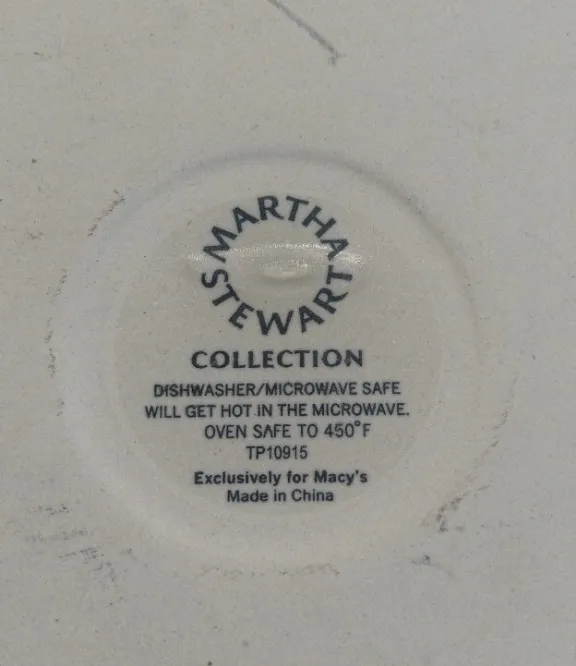 MARTHA
STEWART
COLLECTION
DISHWASHER/MICROWAVE SAFE
WILL GET HOT IN THE MICROWAVE.
OVEN SAFE TO 450°F
TP10915
Exclusively for Macy's
Made in China